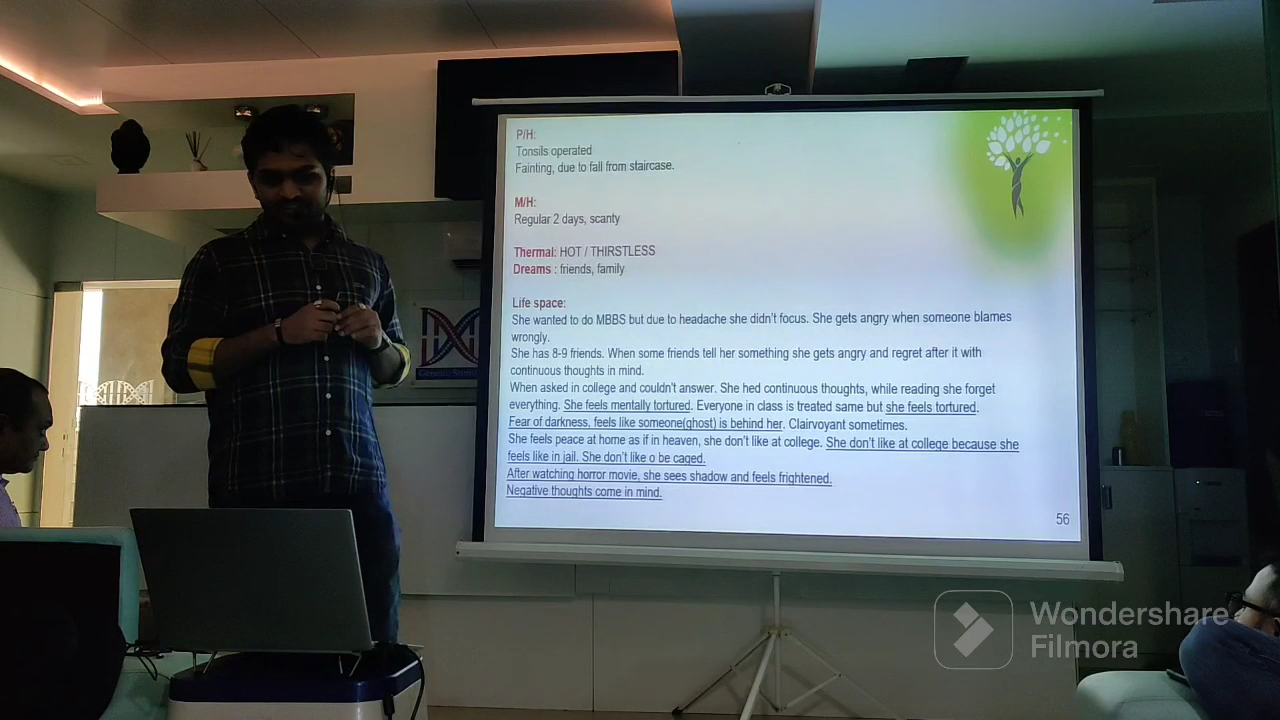 P/H:
Tonsils operated
Fainting, due to fall from staircase.
M/H:
Regular 2 days, scanty
Thermal: HOT / THIRSTLESS
Dreams : friends, family
Life space:
She wanted to do MBBS but due to headache she didn't focus. She gets angry when someone blames
wrongly.
She has 8-9 friends. When some friends tell her something she gets angry and regret after it with
continuous thoughts in mind.
When asked in college and couldn't answer. She hed continuous thoughts, while reading she forget
everything. She feels mentally tortured. Everyone in class is treated same but she feels tortured.
Fear of darkness, feels like someone(ghost) is behind her. Clairvoyant sometimes.
She feels peace at home as if in heaven, she don't like at college. She don't like at college because she
feels like in jail. She don't like o be caged.
After watching horror movie, she sees shadow and feels frightened.
Negative thoughts come in mind.
56
Wondershare
Filmora